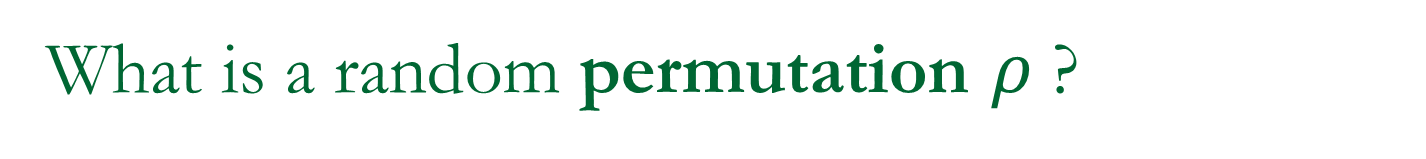 What is a random permutation ρ ?